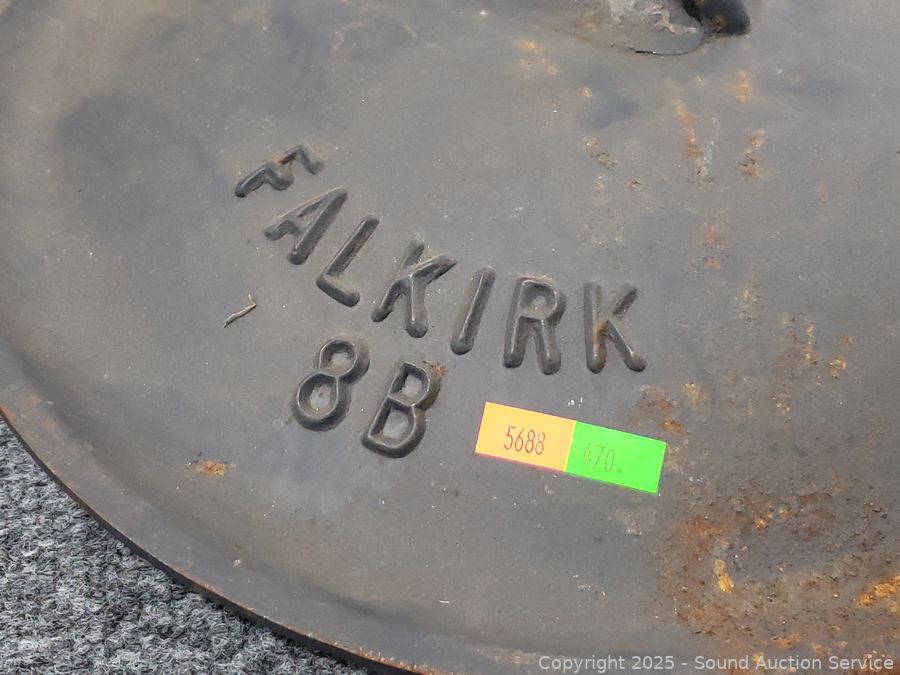 FALKIRK
8B
5688 470.
Copyright © 2025 - Sound Auction Service